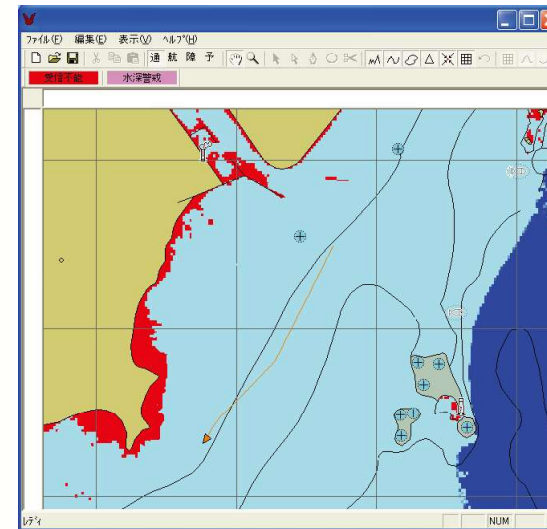 ファイル(F) 編集(E) 表示(V) ヘルプ(H)
通 航 障 予
受信不能 水深警戒
レディ NUM